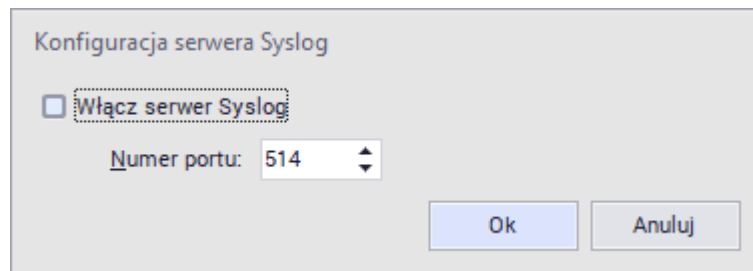 Konfiguracja serwera Syslog
Włącz serwer Syslog
Numer portu: 514
Ok Anuluj